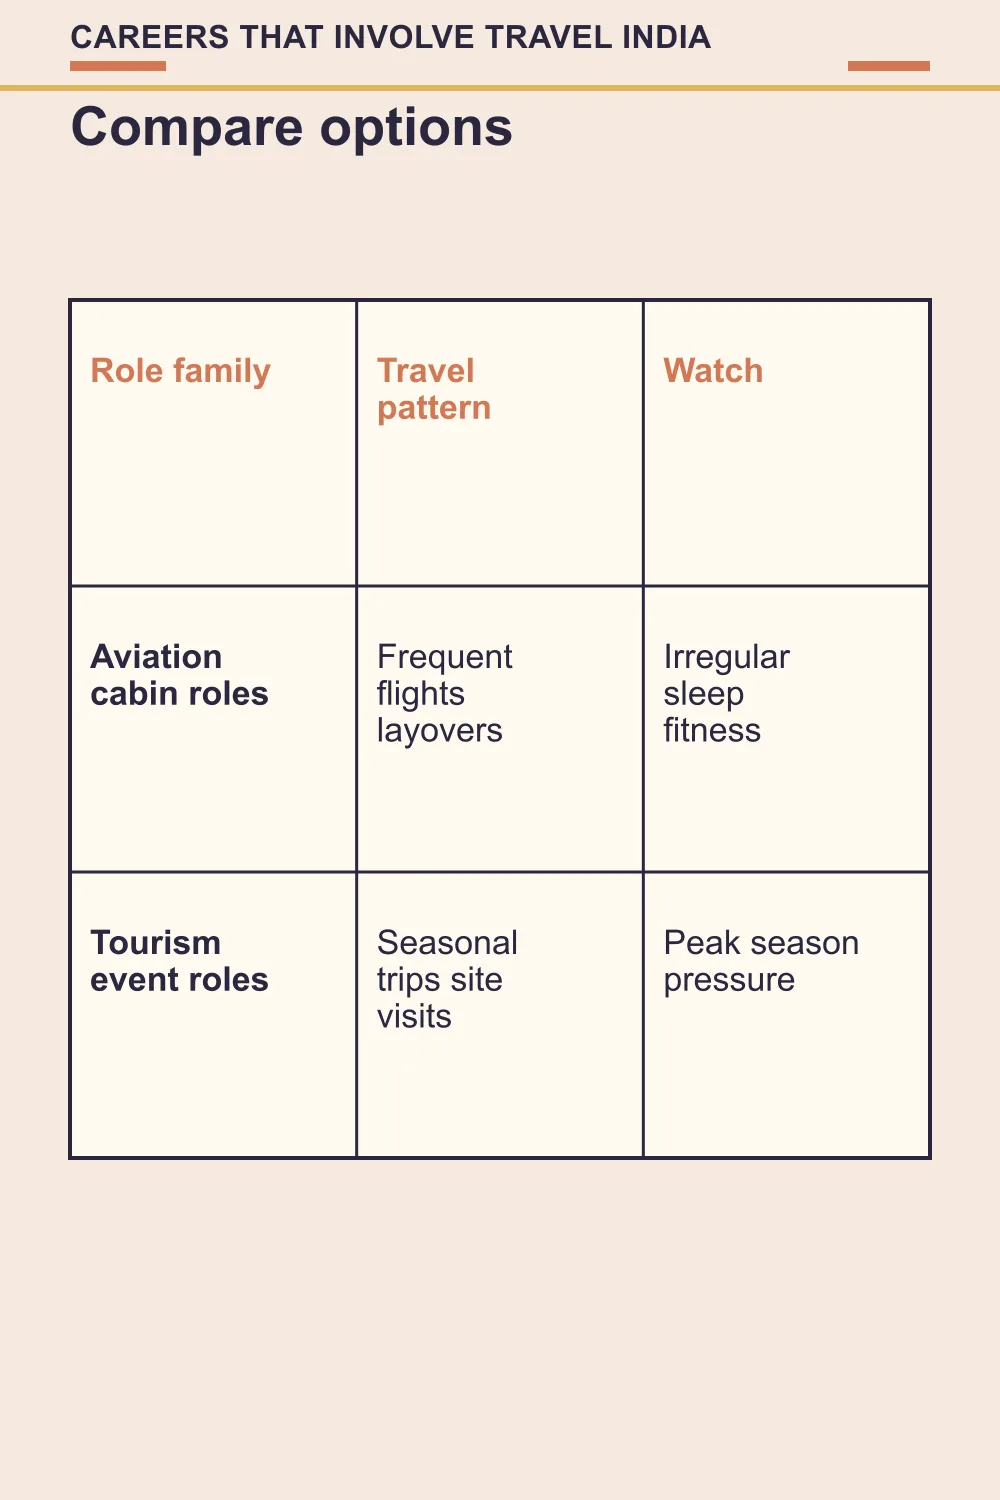 CAREERS THAT INVOLVE TRAVEL INDIA
Compare options
Role family
Travel
pattern
Watch
Aviation
cabin roles
Frequent
flights
layovers
Irregular
sleep
fitness
Tourism
event roles
Seasonal
trips site
visits
Peak season
pressure